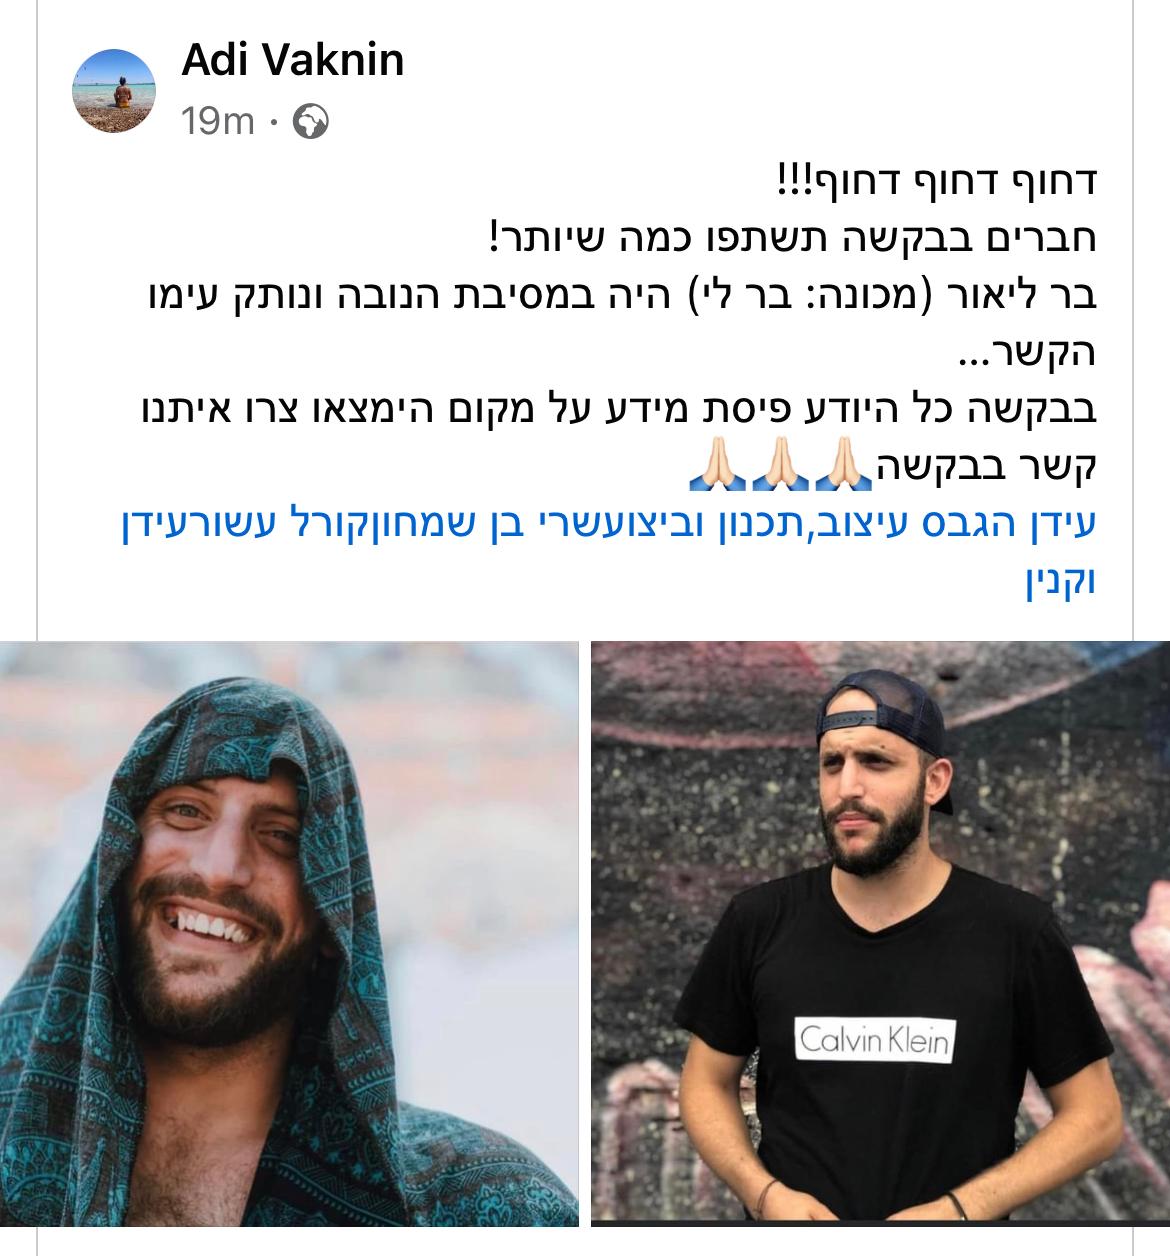 Adi Vaknin
19m ·
דחוף דחוף דחוף!!!
חברים בבקשה תשתפו כמה שיותר!
בר ליאור (מכונה: בר לי) היה במסיבת הנובה ונותק עימו
הקשר...
בבקשה כל היודע פיסת מידע על מקום הימצאו צרו איתנו
קשר בבקשה🙏🏻🙏🏻🙏🏻
עידן הגבס עיצוב,תכנון וביצועשרי בן שמחוןקורל עשורעידן
וקנין
Calvin Klein